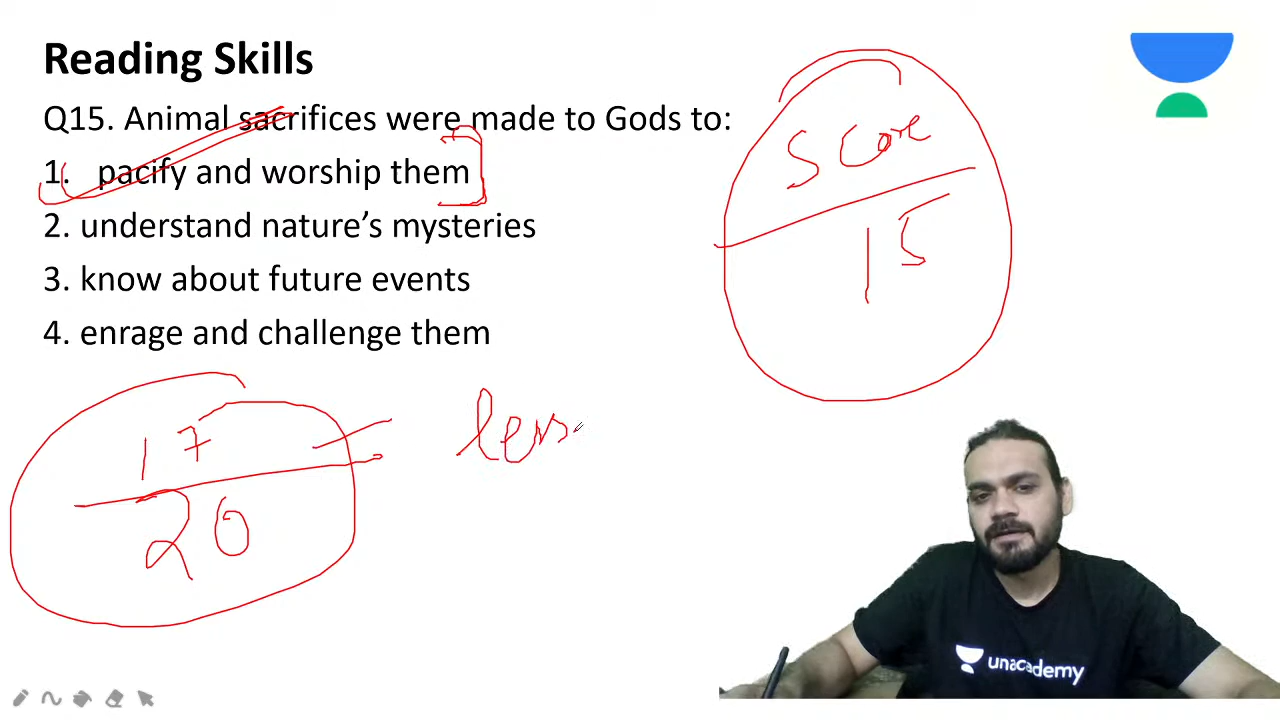 Reading Skills
Q15. Animal sacrifices were made to Gods to:
1. pacify and worship them
2. understand nature's mysteries
3. know about future events
4. enrage and challenge them
Score
15
17
20
less
unacademy